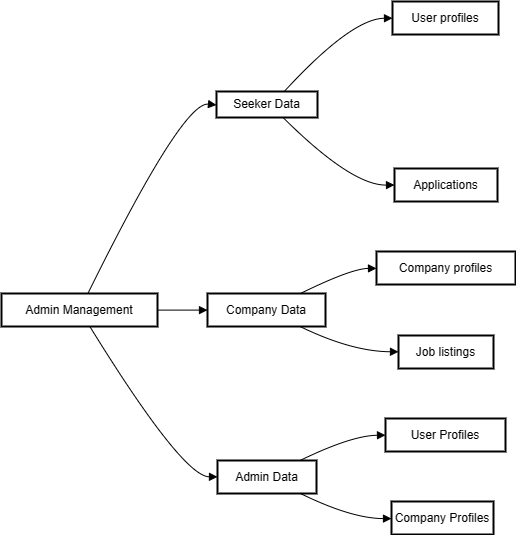 User profiles
Seeker Data
Applications
Company profiles
Admin Management
Company Data
Job listings
User Profiles
Admin Data
Company Profiles